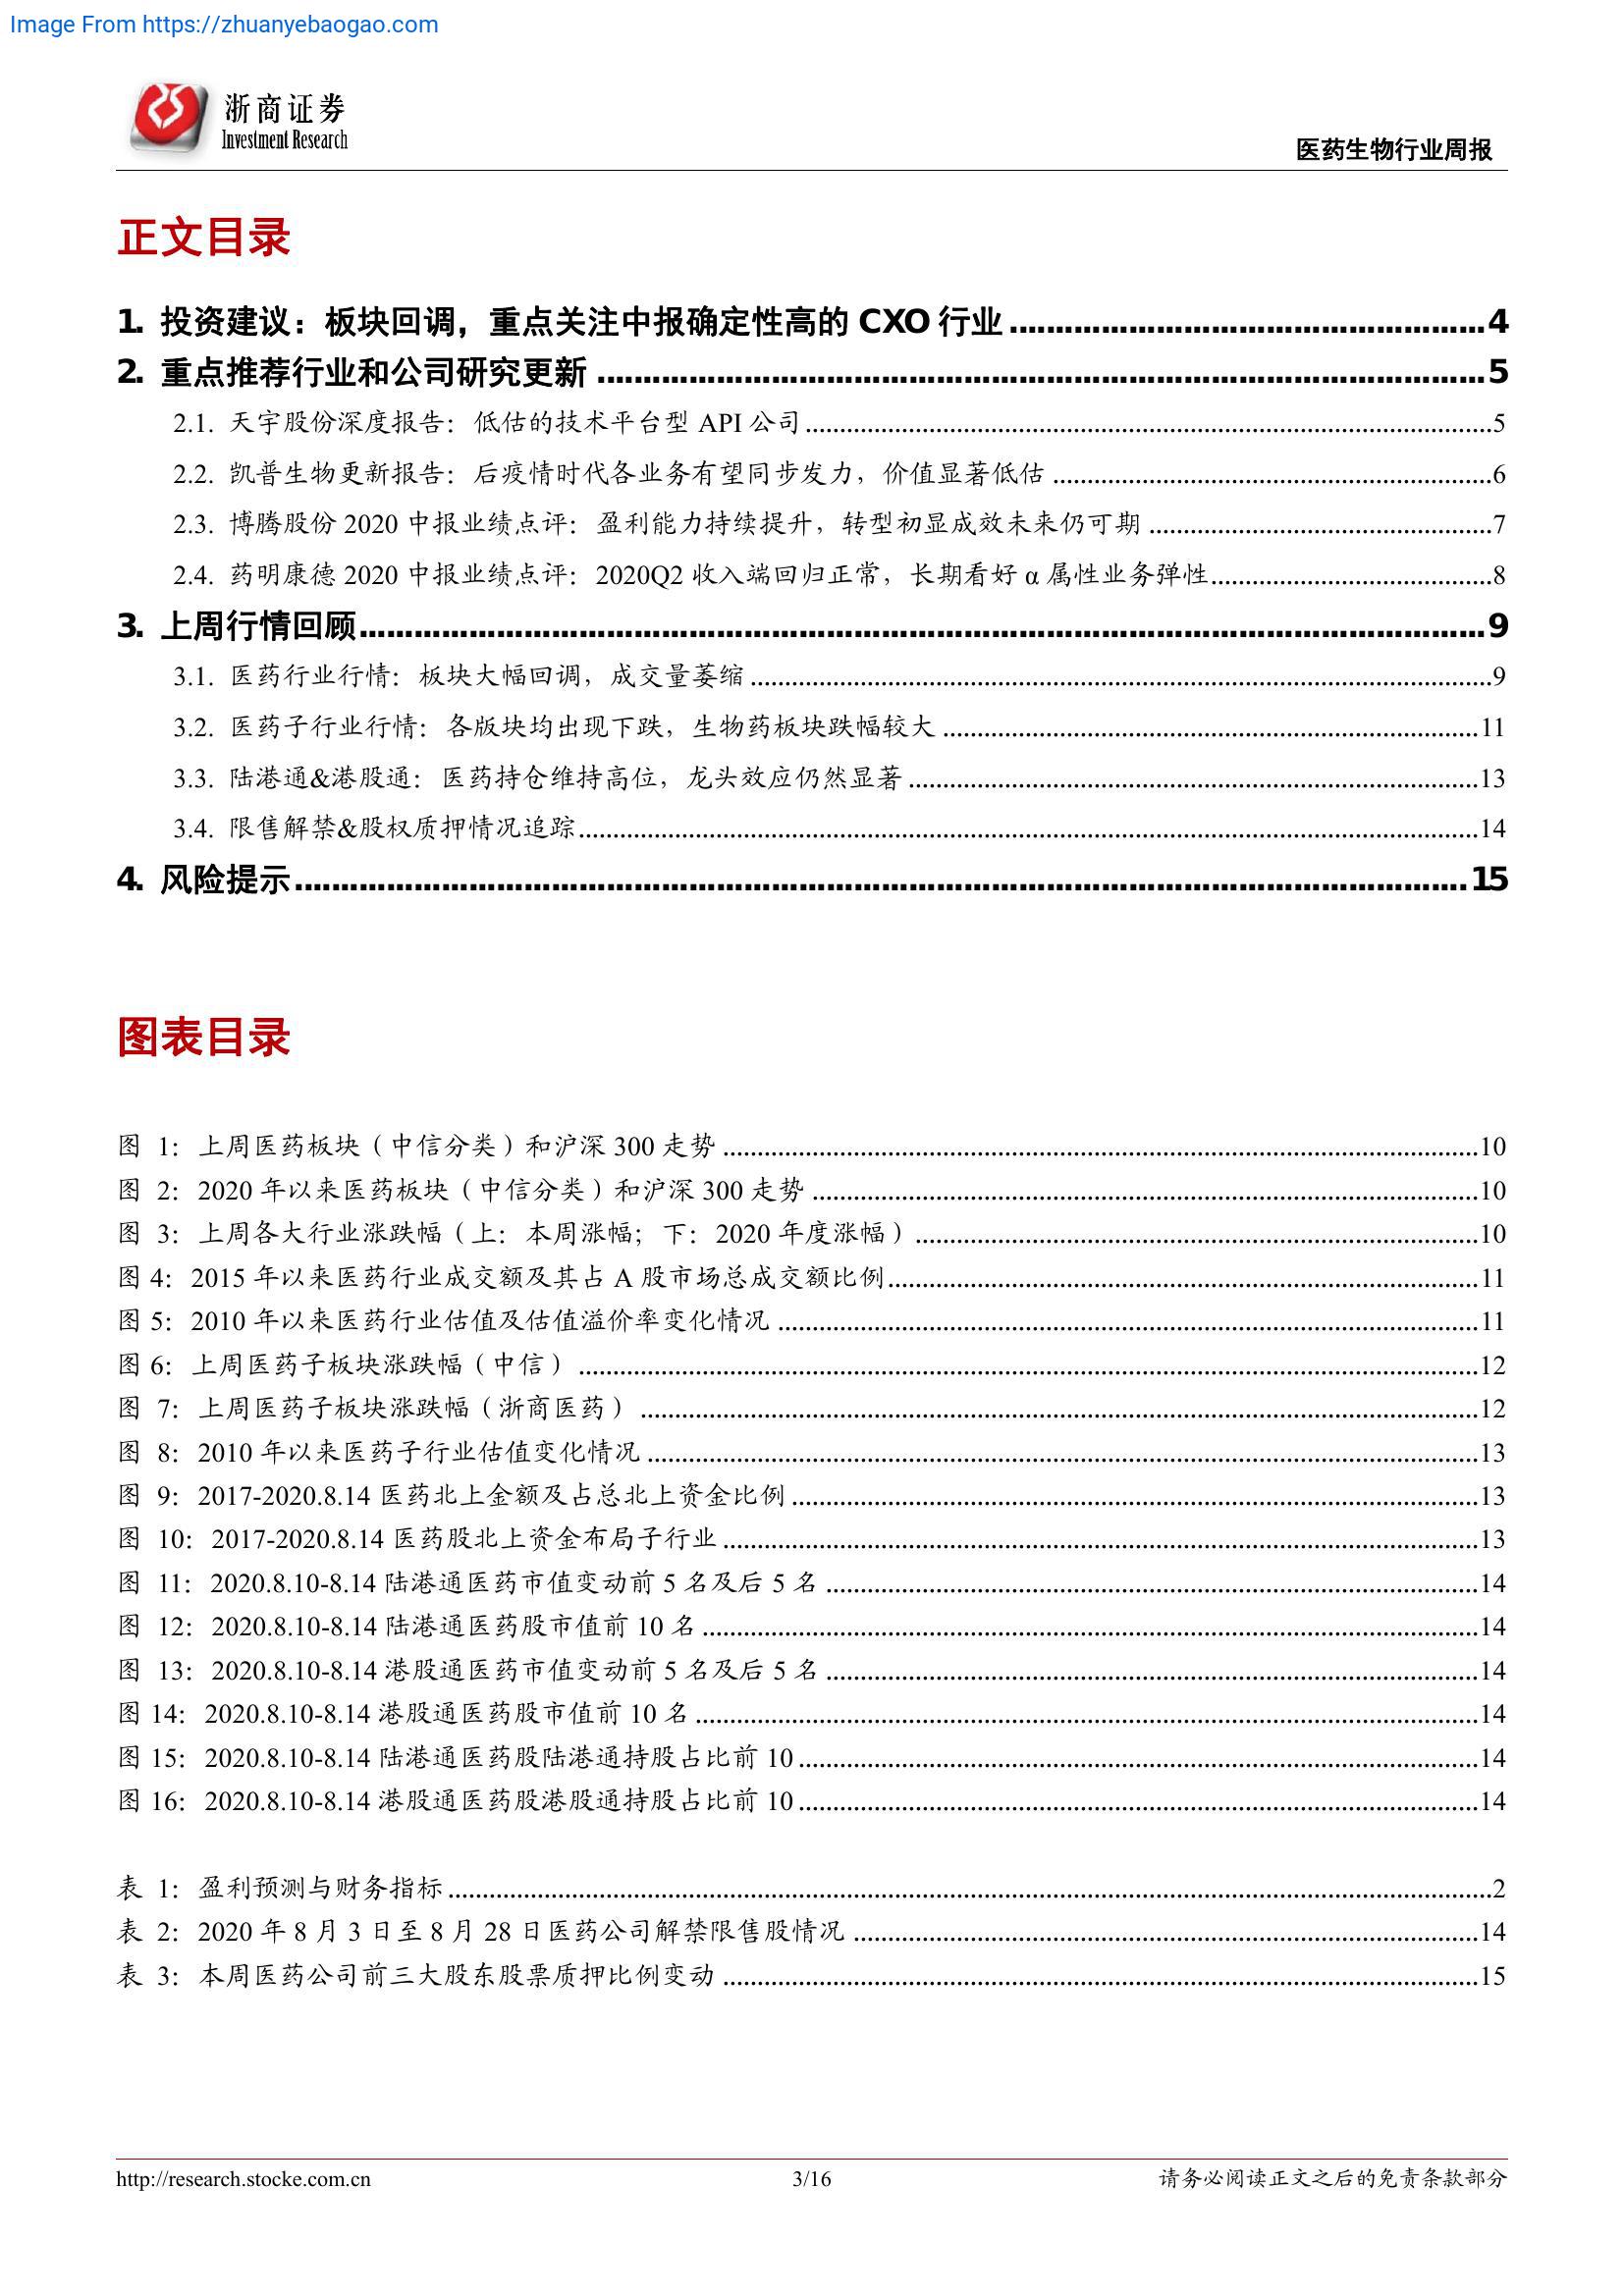 Image From https://zhuanyebaogao.com
浙商证券
Investment Research
医药生物行业周报
正文目录
1. 投资建议：板块回调，重点关注中报确定性高的 CXO 行业 4
2. 重点推荐行业和公司研究更新 5
2.1. 天宇股份深度报告：低估的技术平台型 API 公司 5
2.2. 凯普生物更新报告：后疫情时代各业务有望同步发力，价值显著低估 6
2.3. 博腾股份 2020 中报业绩点评：盈利能力持续提升，转型初显成效未来仍可期 7
2.4. 药明康德 2020 中报业绩点评：2020Q2 收入端回归正常，长期看好 α 属性业务弹性 8
3. 上周行情回顾 9
3.1. 医药行业行情：板块大幅回调，成交量萎缩 9
3.2. 医药子行业行情：各版块均出现下跌，生物药板块跌幅较大 11
3.3. 陆港通&港股通：医药持仓维持高位，龙头效应仍然显著 13
3.4. 限售解禁&股权质押情况追踪 14
4. 风险提示 15
图表目录
图 1：上周医药板块（中信分类）和沪深 300 走势 10
图 2：2020 年以来医药板块（中信分类）和沪深 300 走势 10
图 3：上周各大行业涨跌幅（上：本周涨幅；下：2020 年度涨幅） 10
图 4：2015 年以来医药行业成交额及其占 A 股市场总成交额比例 11
图 5：2010 年以来医药行业估值及估值溢价率变化情况 11
图 6：上周医药子板块涨跌幅（中信） 12
图 7：上周医药子板块涨跌幅（浙商医药） 12
图 8：2010 年以来医药子行业估值变化情况 13
图 9：2017-2020.8.14 医药北上金额及占总北上资金比例 13
图 10：2017-2020.8.14 医药股北上资金布局子行业 13
图 11：2020.8.10-8.14 陆港通医药市值变动前 5 名及后 5 名 14
图 12：2020.8.10-8.14 陆港通医药股市值前 10 名 14
图 13：2020.8.10-8.14 港股通医药市值变动前 5 名及后 5 名 14
图 14：2020.8.10-8.14 港股通医药股市值前 10 名 14
图 15：2020.8.10-8.14 陆港通医药股陆港通持股占比前 10 14
图 16：2020.8.10-8.14 港股通医药股港股通持股占比前 10 14
表 1：盈利预测与财务指标 2
表 2：2020 年 8 月 3 日至 8 月 28 日医药公司解禁限售股情况 14
表 3：本周医药公司前三大股东股票质押比例变动 15
http://research.stocke.com.cn
3/16
请务必阅读正文之后的免责条款部分